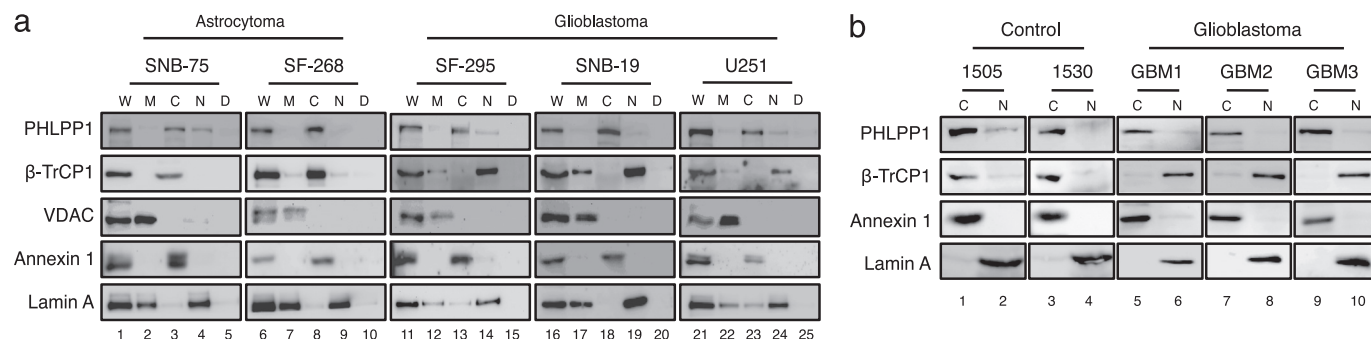 a
Astrocytoma Glioblastoma
SNB-75 SF-268 SF-295 SNB-19 U251
W M C N D W M C N D W M C N D W M C N D W M C N D
PHLPP1
β-TrCP1
VDAC
Annexin 1
Lamin A
1 2 3 4 5 6 7 8 9 10 11 12 13 14 15 16 17 18 19 20 21 22 23 24 25
b
Control Glioblastoma
1505 1530 GBM1 GBM2 GBM3
C N C N C N C N C N
PHLPP1
β-TrCP1
Annexin 1
Lamin A
1 2 3 4 5 6 7 8 9 10